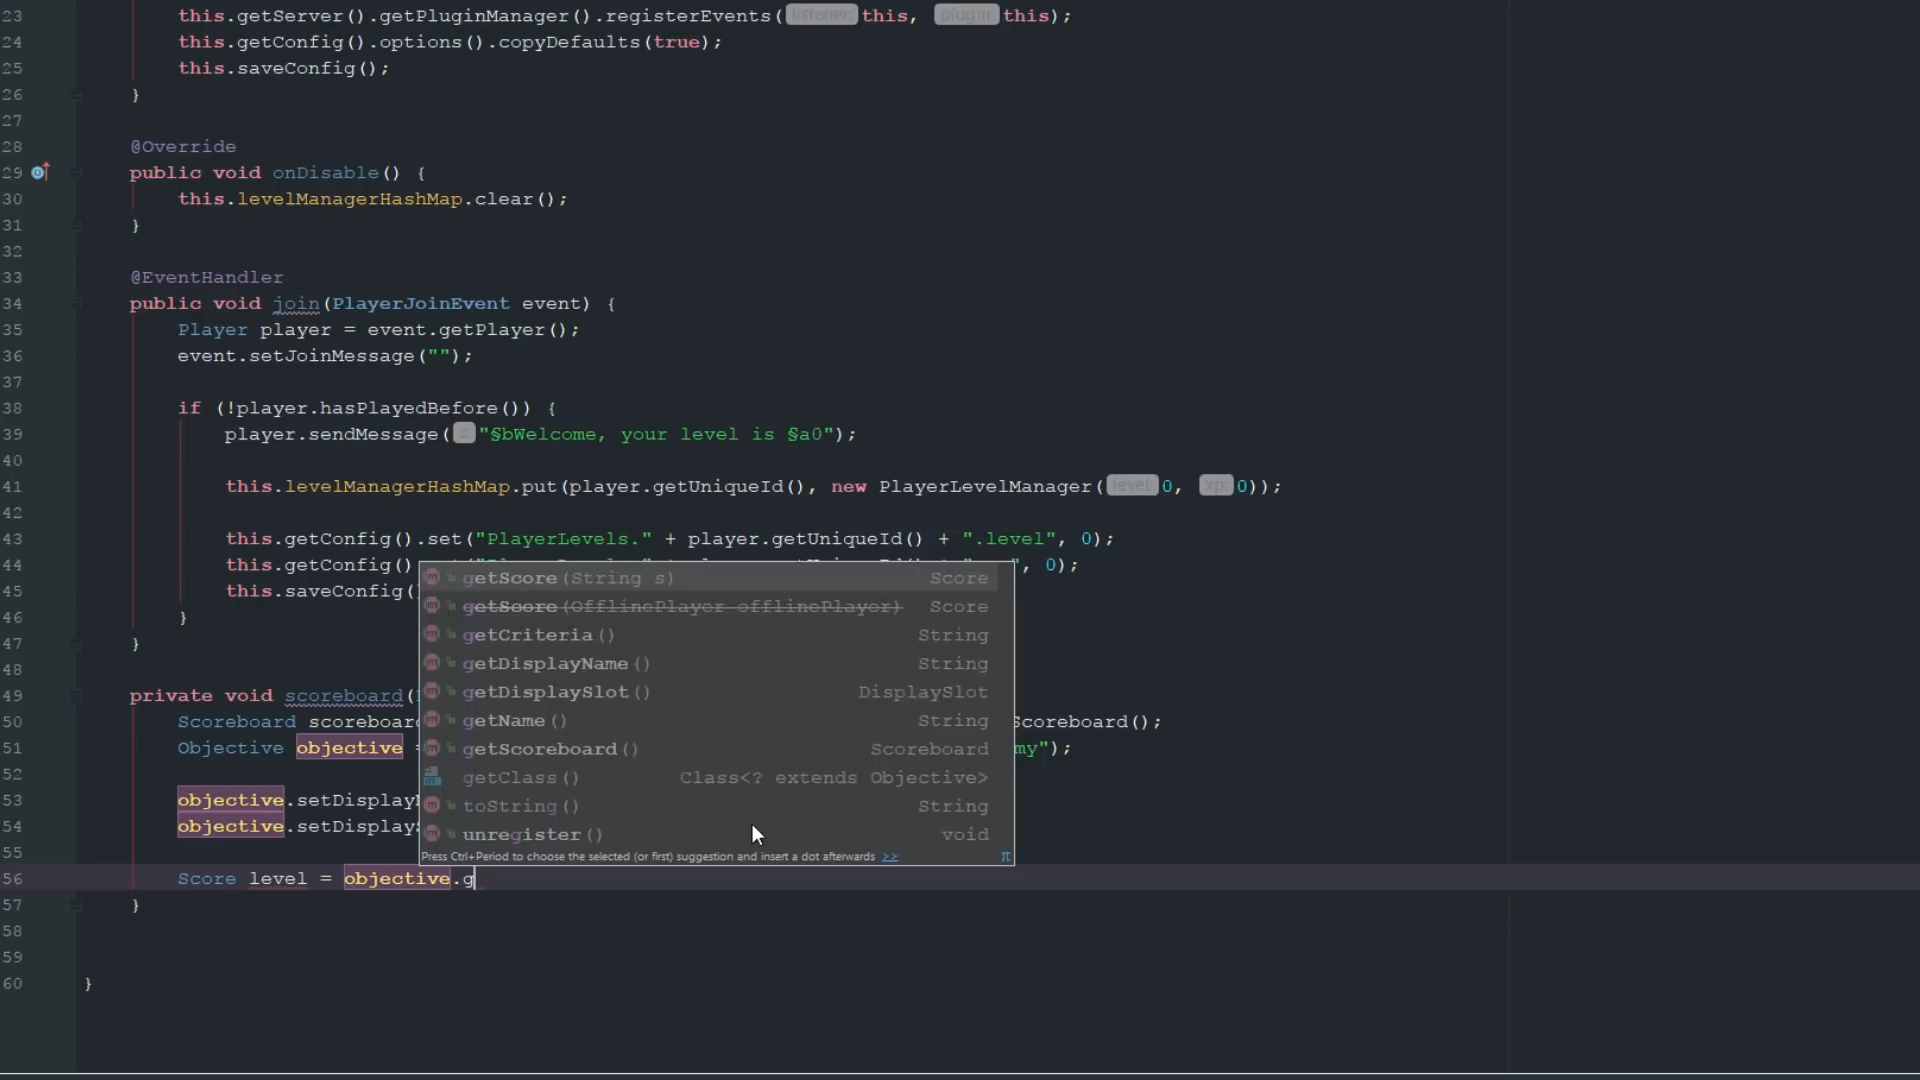 23 this.getServer().getPluginManager().registerEvents( listener: this, plugin: this);
24 this.getConfig().options().copyDefaults(true);
25 this.saveConfig();
26 }
27
28 @Override
29 public void onDisable() {
30 this.levelManagerHashMap.clear();
31 }
32
33 @EventHandler
34 public void join(PlayerJoinEvent event) {
35 Player player = event.getPlayer();
36 event.setJoinMessage("");
37
38 if (!player.hasPlayedBefore()) {
39 player.sendMessage( "§bWelcome, your level is §a0");
40
41 this.levelManagerHashMap.put(player.getUniqueId(), new PlayerLevelManager( level: 0, xp: 0));
42
43 this.getConfig().set("PlayerLevels." + player.getUniqueId() + ".level", 0);
44 this.getConfig() ", 0);
45 this.saveConfig(
46 }
47 }
48
49 private void scoreboard(
50 Scoreboard scoreboar Scoreboard();
51 Objective objective = my");
52
53 objective.setDisplay
54 objective.setDisplay
55
56 Score level = objective.g
57 }
58
59
60 }
getScore(String s) Score
getScore(OfflinePlayer offlinePlayer) Score
getCriteria() String
getDisplayName() String
getDisplaySlot() DisplaySlot
getName() String
getScoreboard() Scoreboard
getClass() Class<? extends Objective>
toString() String
unregister() void
Press Ctrl+Period to choose the selected (or first) suggestion and insert a dot afterwards >> π